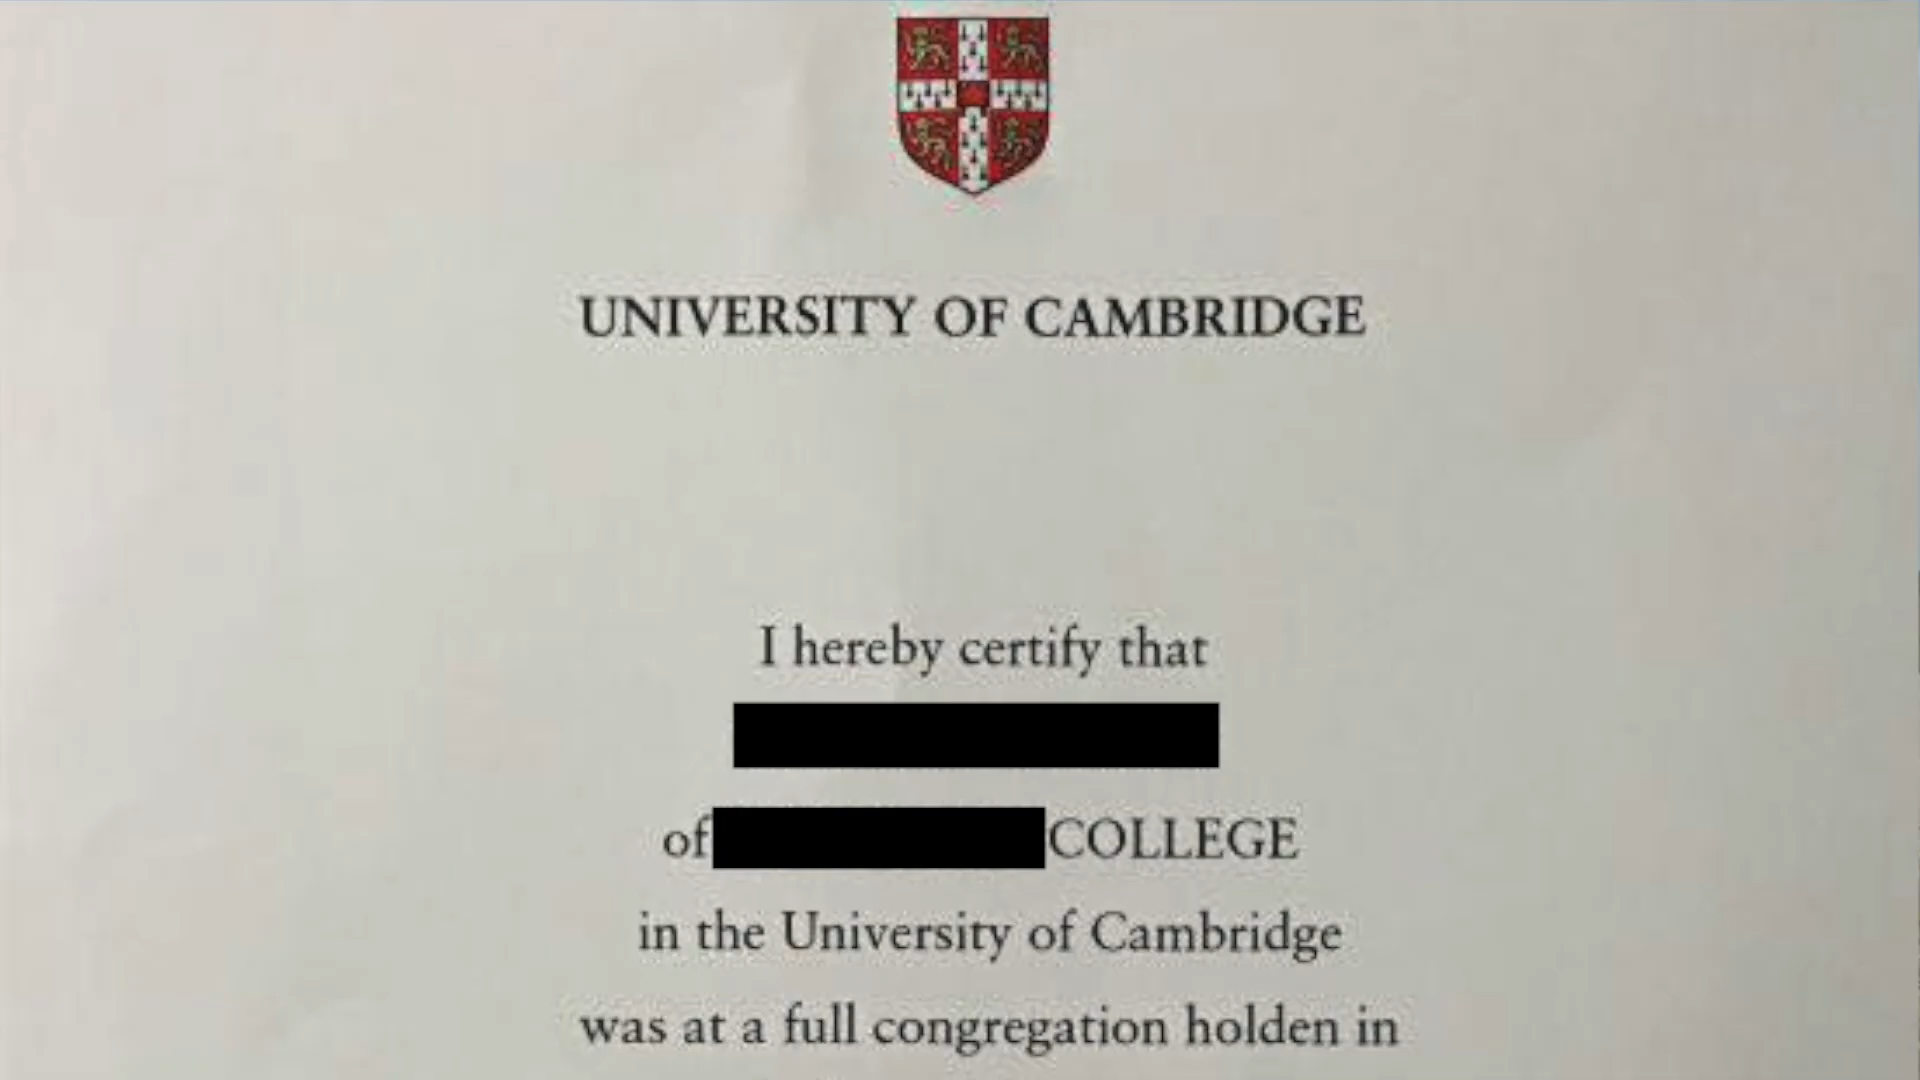 UNIVERSITY OF CAMBRIDGE
I hereby certify that
of COLLEGE
in the University of Cambridge
was at a full congregation holden in